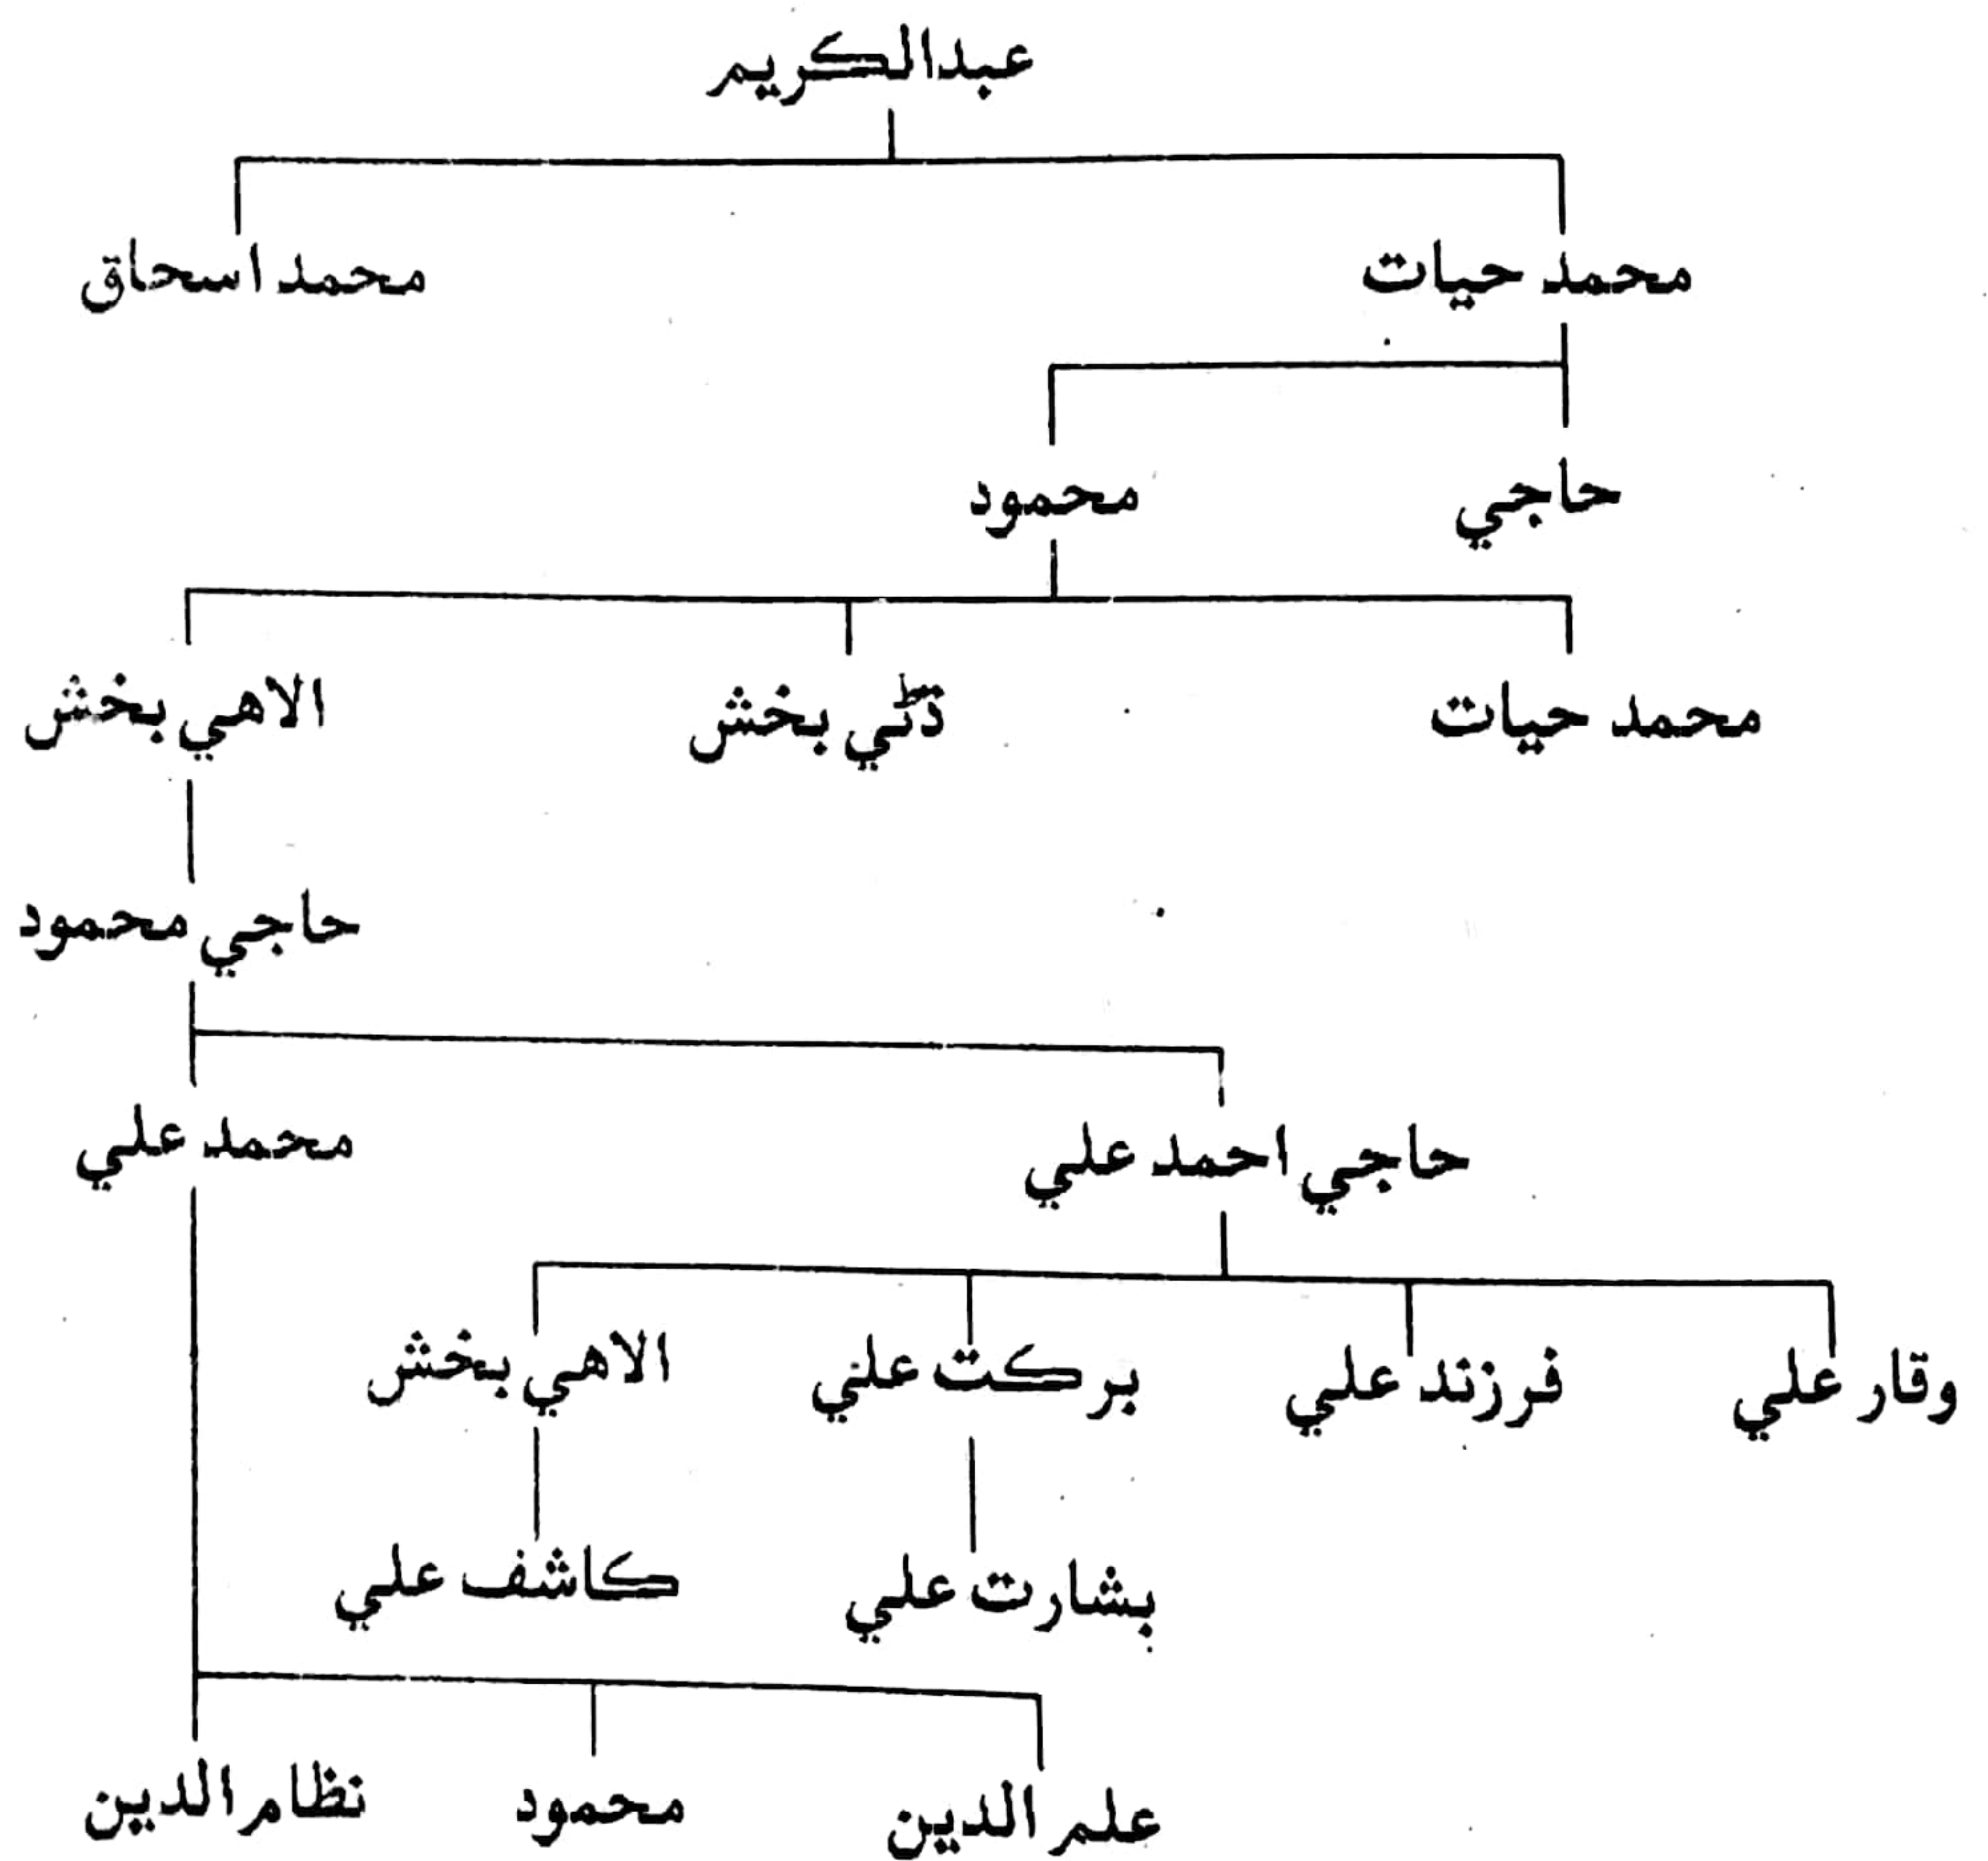 عبدالكريم
محمد حيات
محمد اسحاق
حاجي
محمود
محمد حيات
ڌڻي بخش
الاهي بخش
حاجي محمود
حاجي احمد علي
محمد علي
وقار علي
فرزند علي
بركت علي
الاهي بخش
بشارت علي
كاشف علي
علم الدين
محمود
نظام الدين